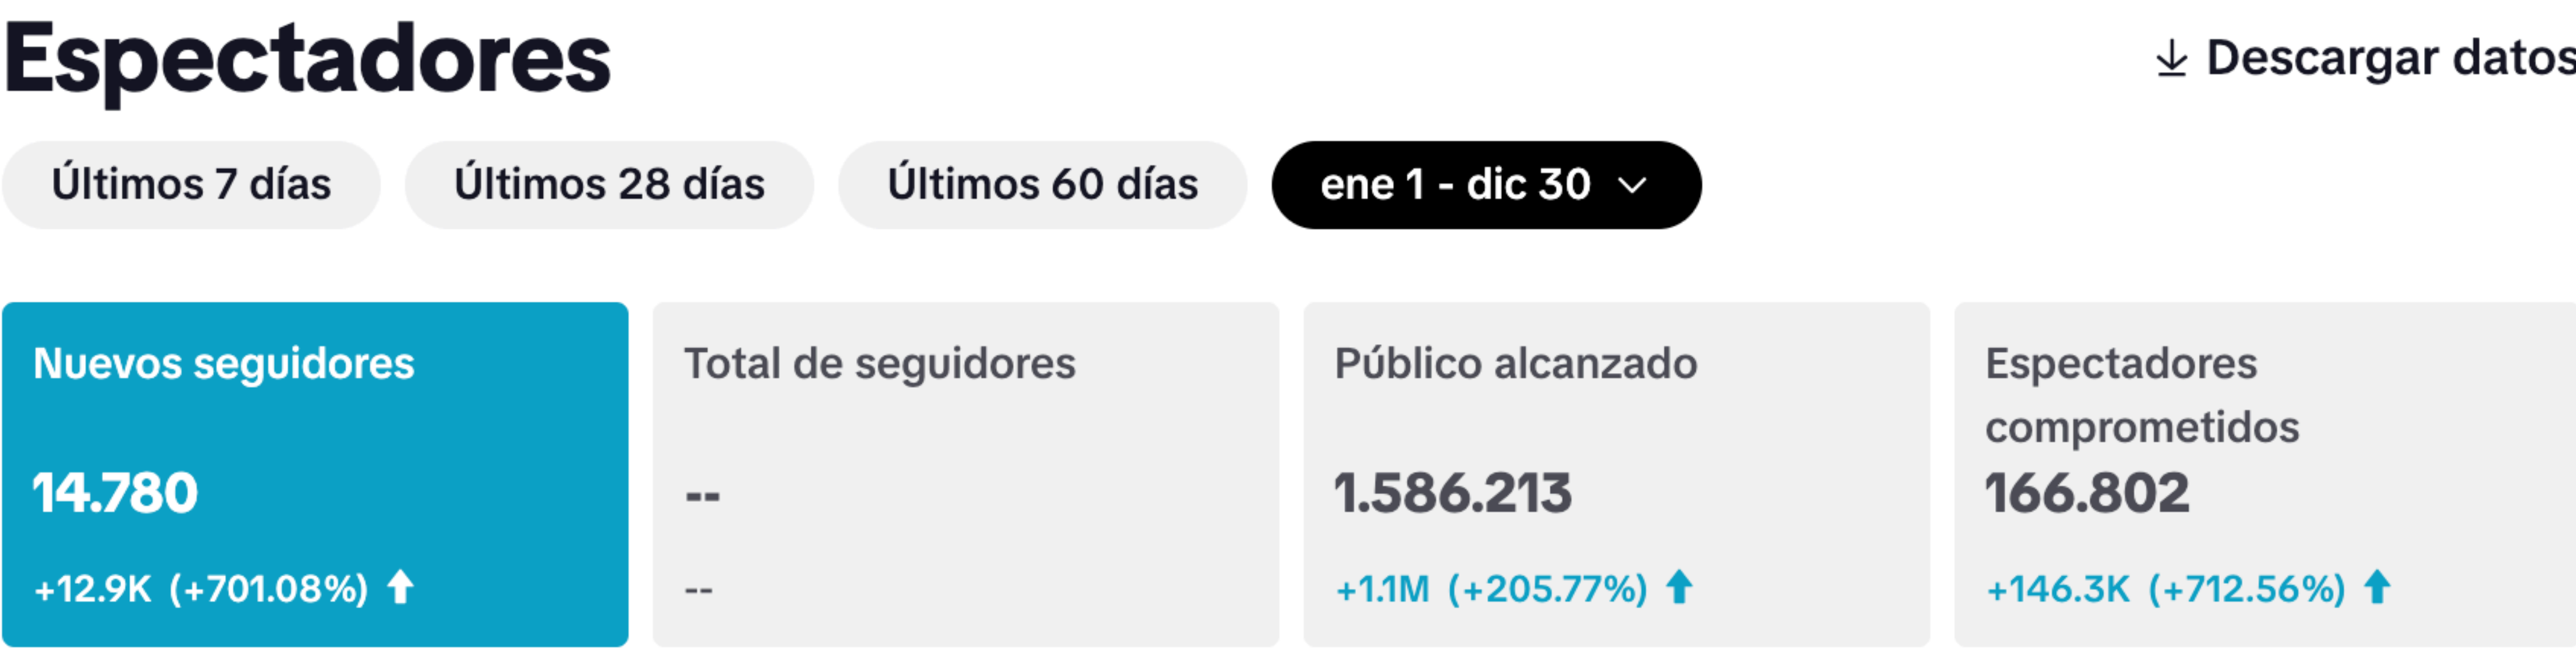 Espectadores
Descargar datos
Últimos 7 días
Últimos 28 días
Últimos 60 días
ene 1 - dic 30
Nuevos seguidores
14.780
+12.9K (+701.08%)
Total de seguidores
--
--
Público alcanzado
1.586.213
+1.1M (+205.77%)
Espectadores
comprometidos
166.802
+146.3K (+712.56%)